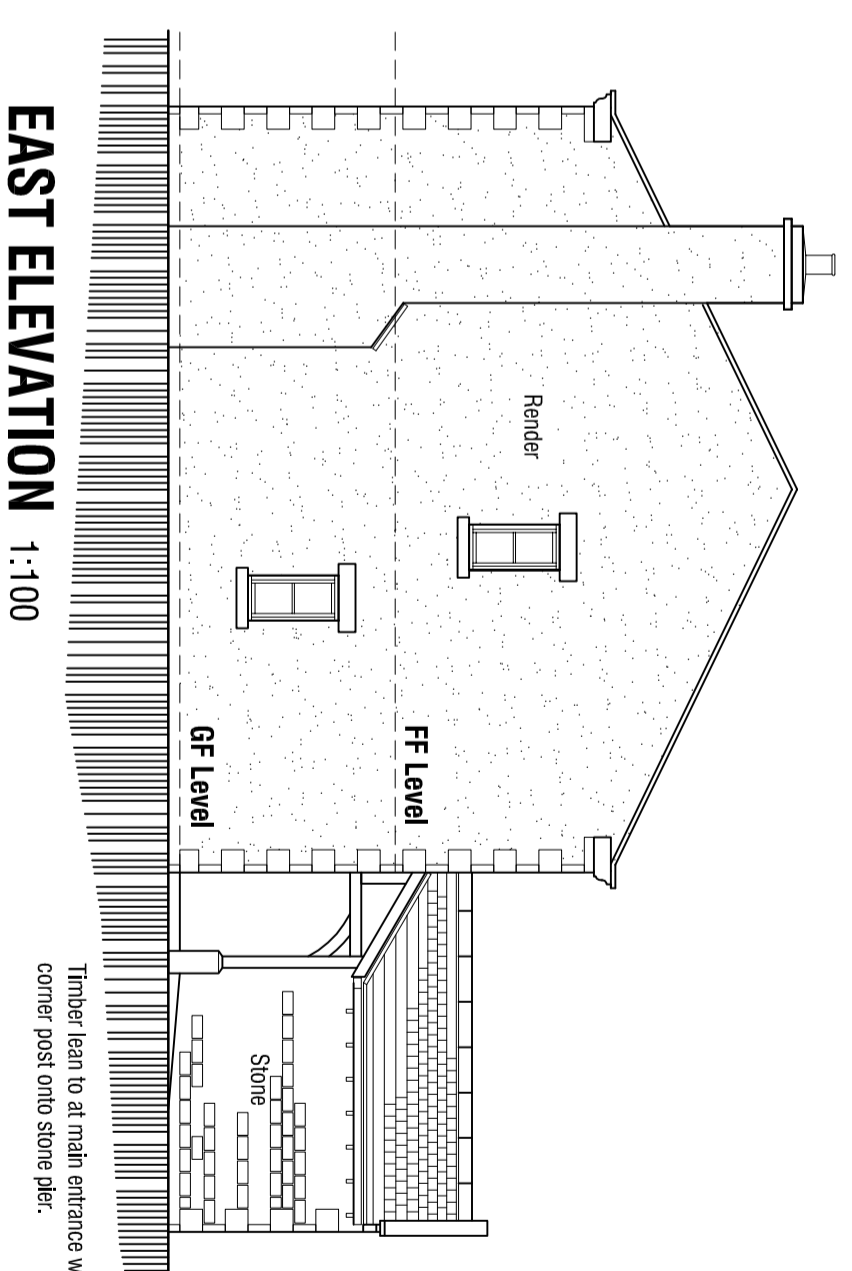 Render
FF Level
GF Level
Stone
Timber lean to at main entrance
corner post onto stone pier.
EAST ELEVATION 1:100